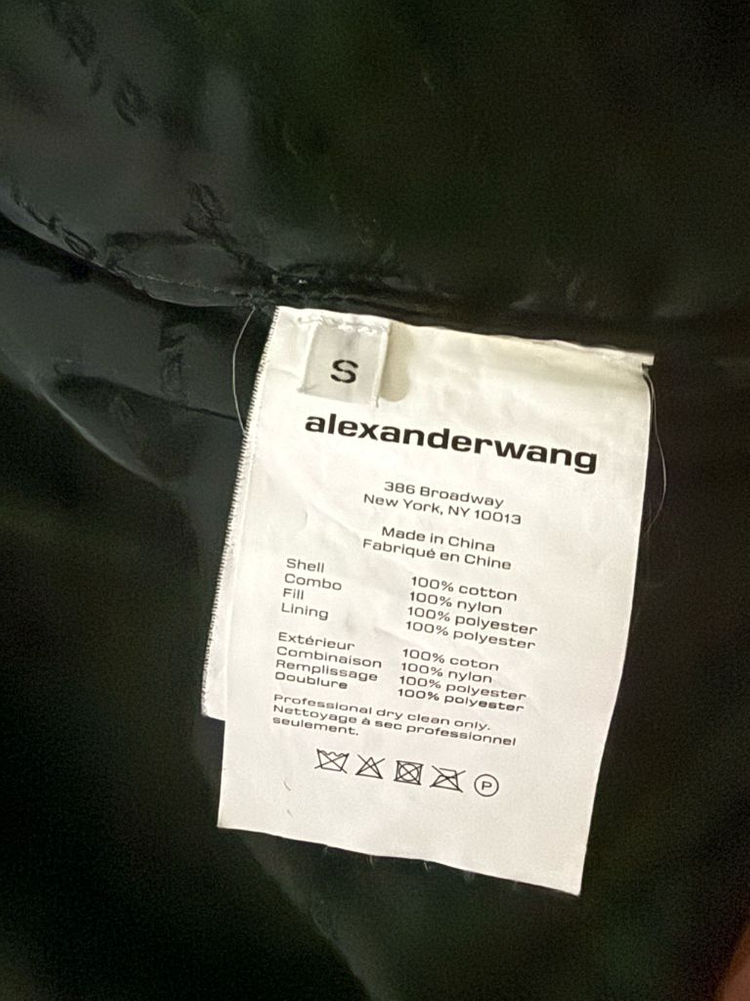 S
alexanderwang
386 Broadway
New York, NY 10013
Made in China
Fabriqué en Chine
Shell 100% cotton
Combo 100% nylon
Fill 100% polyester
Lining 100% polyester
Extérieur 100% coton
Combinaison 100% nylon
Remplissage 100% polyester
Doublure 100% polyester
Professional dry clean only.
Nettoyage à sec professionnel
seulement.
P